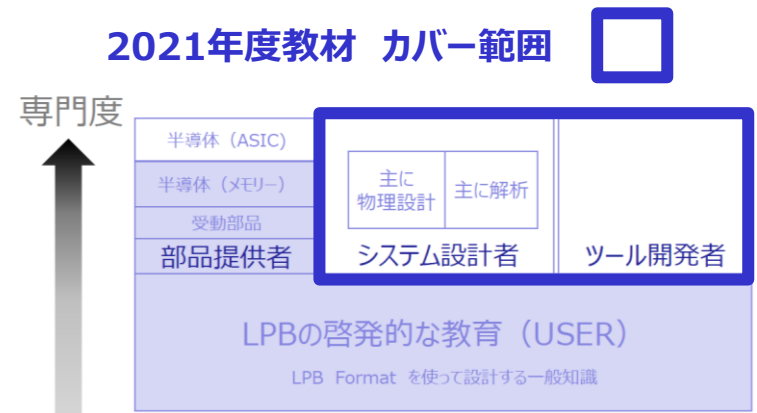 2021年度教材 カバー範囲
専門度
半導体（ASIC)
半導体（メモリー）
受動部品
部品提供者
主に
物理設計
主に解析
システム設計者
ツール開発者
LPBの啓発的な教育（USER）
LPB Format を使って設計する一般知識